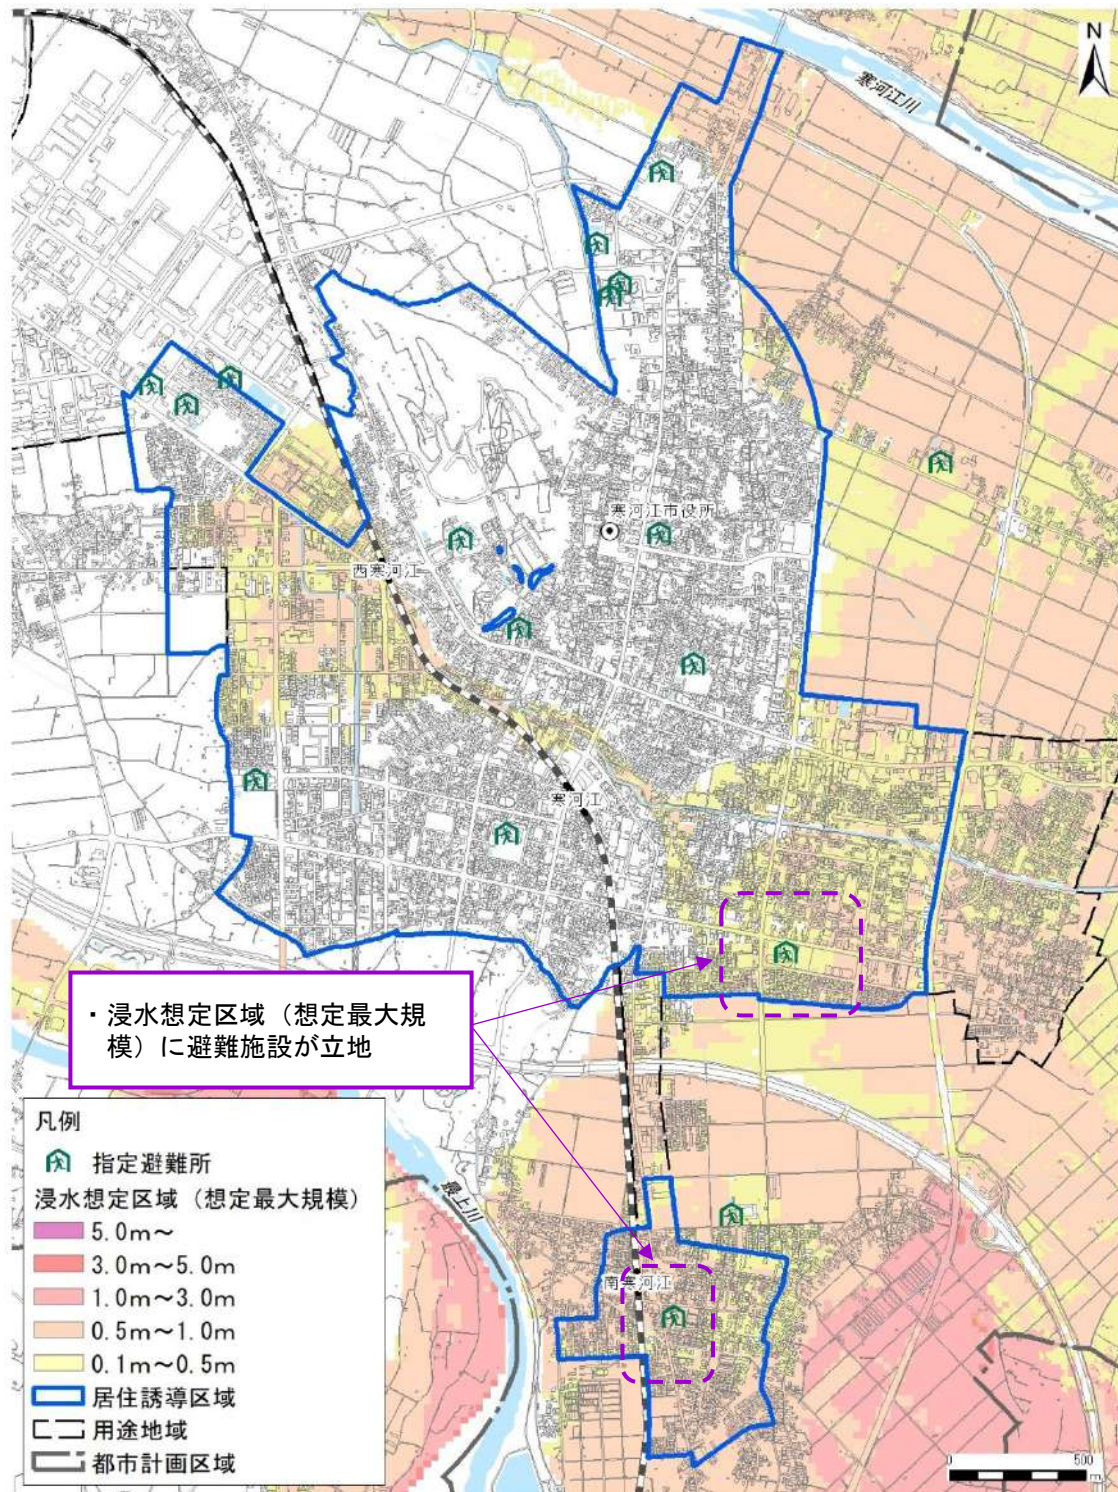 N
寒河江川
寒河江市役所
西寒河江
寒河江
・浸水想定区域（想定最大規
模）に避難施設が立地
凡例
指定避難所
浸水想定区域（想定最大規模）
5.0m～
3.0m～5.0m
1.0m～3.0m
0.5m～1.0m
0.1m～0.5m
居住誘導区域
用途地域
都市計画区域
最上川
南寒河江
0 500
m